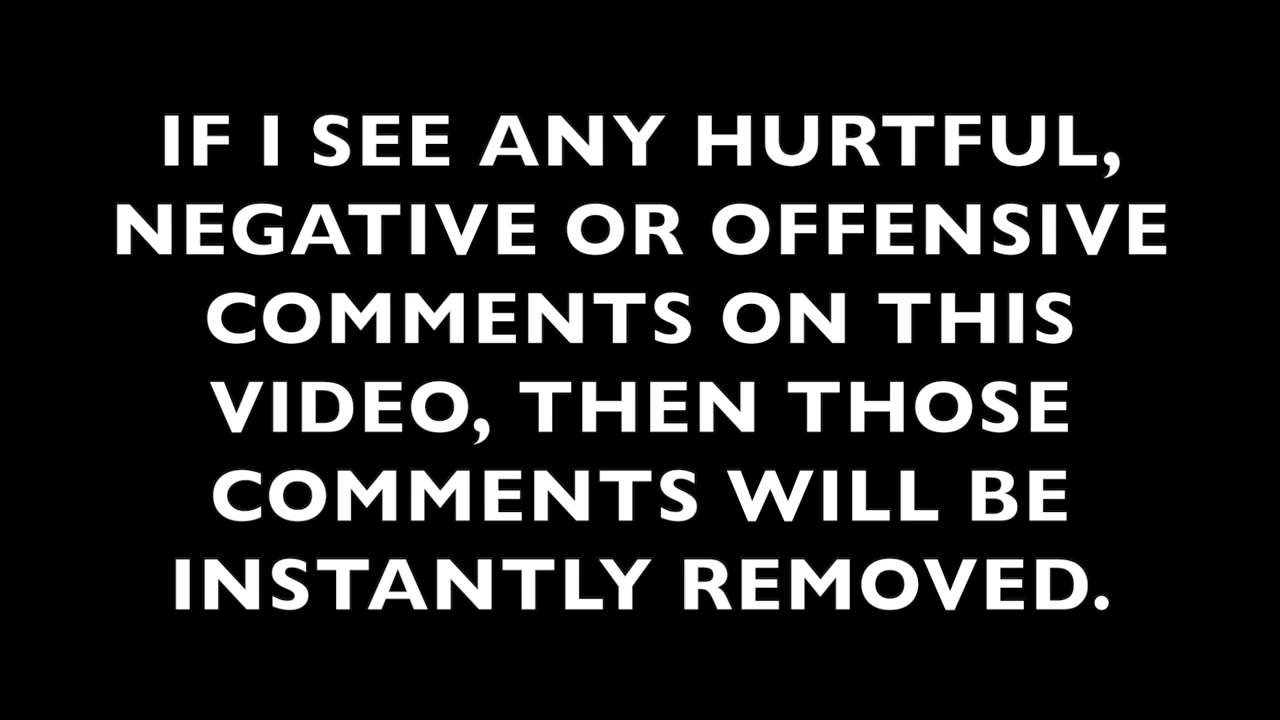 IF I SEE ANY HURTFUL,
NEGATIVE OR OFFENSIVE
COMMENTS ON THIS
VIDEO, THEN THOSE
COMMENTS WILL BE
INSTANTLY REMOVED.